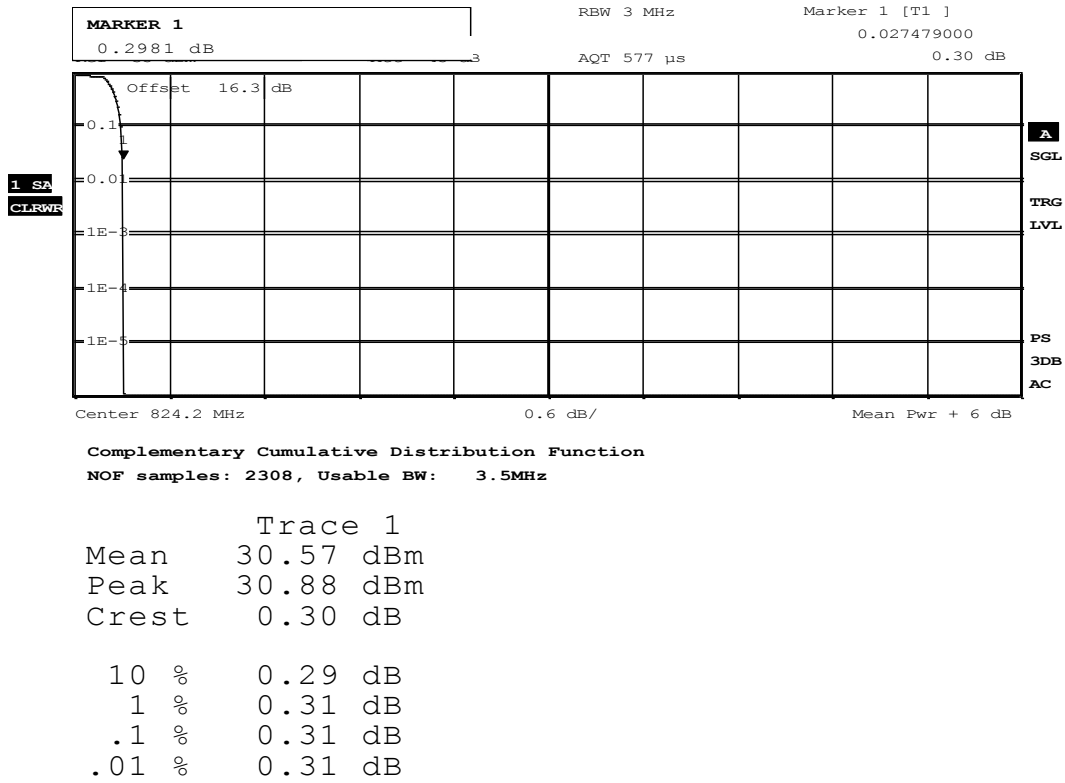 MARKER 1
0.2981 dB
RBW 3 MHz
Marker 1 [T1 ]
0.027479000
AQT 577 µs
0.30 dB
Offset 16.3 dB
0.1
1
0.01
1E-3
1E-4
1E-5
1 SA
CLRWR
A
SGL
TRG
LVL
PS
3DB
AC
Center 824.2 MHz
0.6 dB/
Mean Pwr + 6 dB
Complementary Cumulative Distribution Function
NOF samples: 2308, Usable BW: 3.5MHz
Trace 1
Mean 30.57 dBm
Peak 30.88 dBm
Crest 0.30 dB
10 % 0.29 dB
1 % 0.31 dB
.1 % 0.31 dB
.01 % 0.31 dB